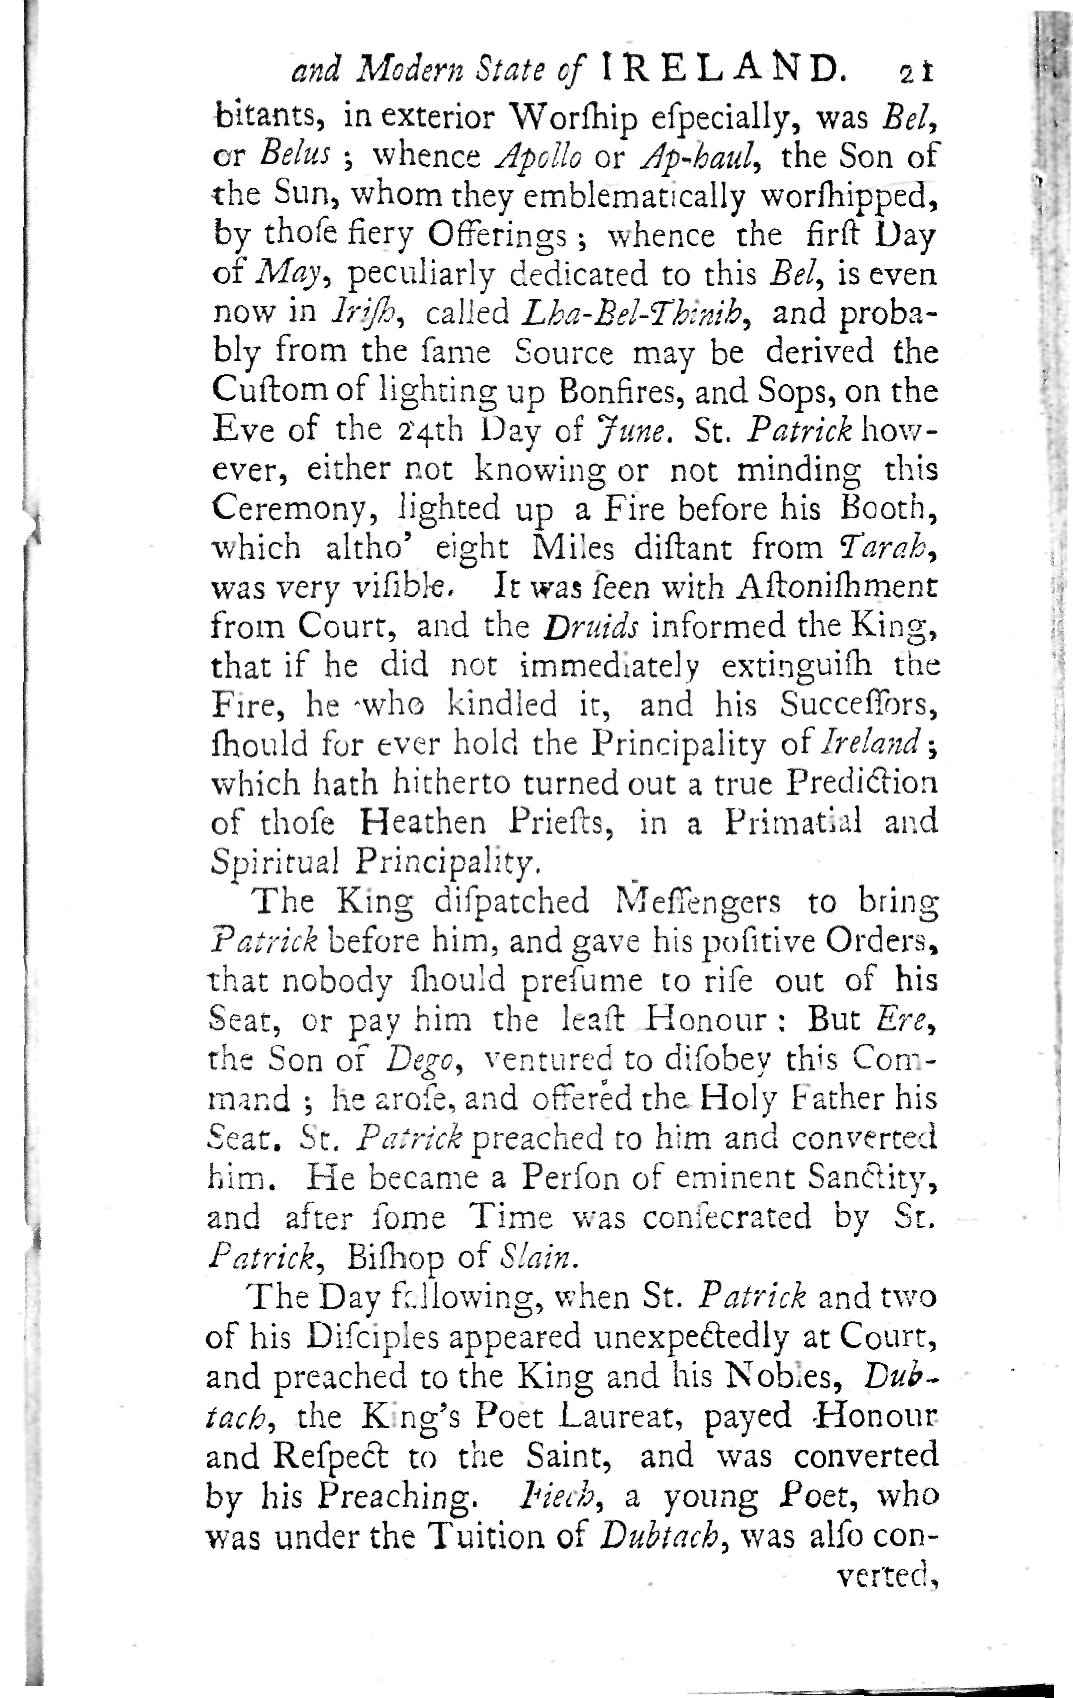 and Modern State of IRELAND. 21
bitants, in exterior Worſhip eſpecially, was Bel,
or Belus ; whence Apollo or Ap-haul, the Son of
the Sun, whom they emblematically worſhipped,
by thoſe fiery Offerings ; whence the firſt Day
of May, peculiarly dedicated to this Bel, is even
now in Iriſh, called Lha-Bel-Thinih, and proba-
bly from the ſame Source may be derived the
Cuſtom of lighting up Bonfires, and Sops, on the
Eve of the 24th Day of June. St. Patrick how-
ever, either not knowing or not minding this
Ceremony, lighted up a Fire before his Booth,
which altho' eight Miles diſtant from Tarah,
was very viſible. It was ſeen with Aſtoniſhment
from Court, and the Druids informed the King,
that if he did not immediately extinguiſh the
Fire, he who kindled it, and his Succeſſors,
ſhould for ever hold the Principality of Ireland ;
which hath hitherto turned out a true Prediction
of thoſe Heathen Prieſts, in a Primatial and
Spiritual Principality.
The King diſpatched Meſſengers to bring
Patrick before him, and gave his poſitive Orders,
that nobody ſhould preſume to riſe out of his
Seat, or pay him the leaſt Honour : But Ere,
the Son of Dego, ventured to diſobey this Com-
mand ; he aroſe, and offered the Holy Father his
Seat. St. Patrick preached to him and converted
him. He became a Perſon of eminent Sanctity,
and after ſome Time was conſecrated by St.
Patrick, Biſhop of Slain.
The Day following, when St. Patrick and two
of his Diſciples appeared unexpectedly at Court,
and preached to the King and his Nobles, Dub-
tach, the King's Poet Laureat, payed Honour
and Reſpect to the Saint, and was converted
by his Preaching. Fiech, a young Poet, who
was under the Tuition of Dubtach, was alſo con-
verted,